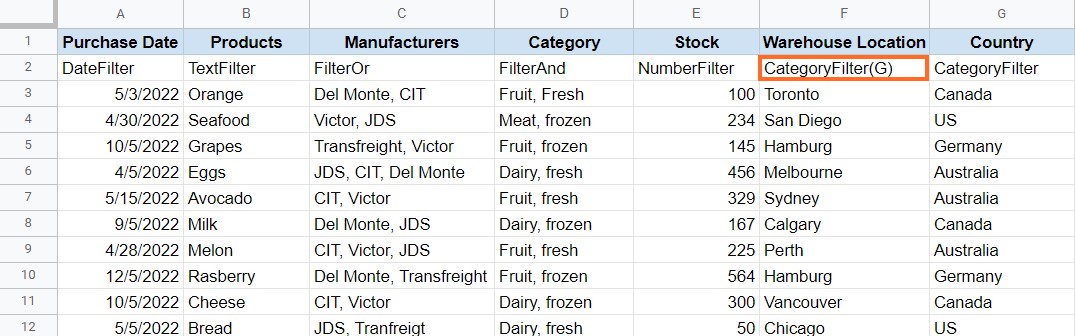 A B C D E F G
1 Purchase Date Products Manufacturers Category Stock Warehouse Location Country
2 DateFilter TextFilter FilterOr FilterAnd NumberFilter CategoryFilter(G) CategoryFilter
3 5/3/2022 Orange Del Monte, CIT Fruit, Fresh 100 Toronto Canada
4 4/30/2022 Seafood Victor, JDS Meat, frozen 234 San Diego US
5 10/5/2022 Grapes Transfreight, Victor Fruit, frozen 145 Hamburg Germany
6 4/5/2022 Eggs JDS, CIT, Del Monte Dairy, fresh 456 Melbourne Australia
7 5/15/2022 Avocado CIT, Victor Fruit, fresh 329 Sydney Australia
8 9/5/2022 Milk Del Monte, JDS Dairy, frozen 167 Calgary Canada
9 4/28/2022 Melon CIT, Victor, JDS Fruit, fresh 225 Perth Australia
10 12/5/2022 Rasberry Del Monte, Transfreight Fruit, frozen 564 Hamburg Germany
11 10/5/2022 Cheese CIT, Victor Dairy, frozen 300 Vancouver Canada
12 5/5/2022 Bread JDS, Tranfreigt Dairy, fresh 50 Chicago US